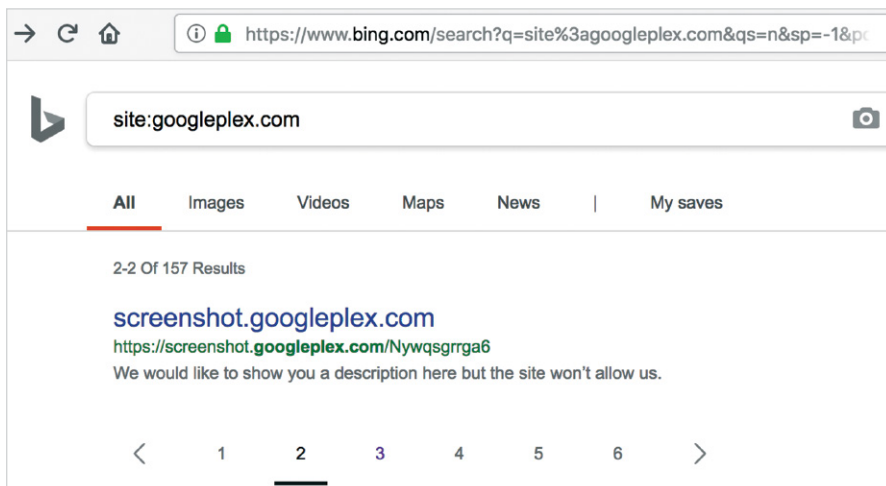 https://www.bing.com/search?q=site%3agoogleplex.com&qs=n&sp=-1&p
site:googleplex.com
All Images Videos Maps News | My saves
2-2 Of 157 Results
screenshot.googleplex.com
https://screenshot.googleplex.com/Nywqsgrrga6
We would like to show you a description here but the site won't allow us.
< 1 2 3 4 5 6 >